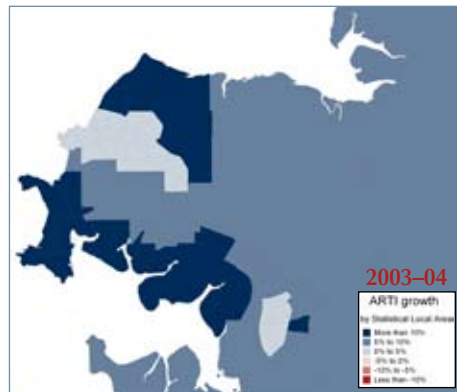 2003–04
ARTI growth
by Statistical Local Areas
More than 10%
5% to 10%
0% to 5%
-5% to 0%
-10% to -5%
Less than -10%